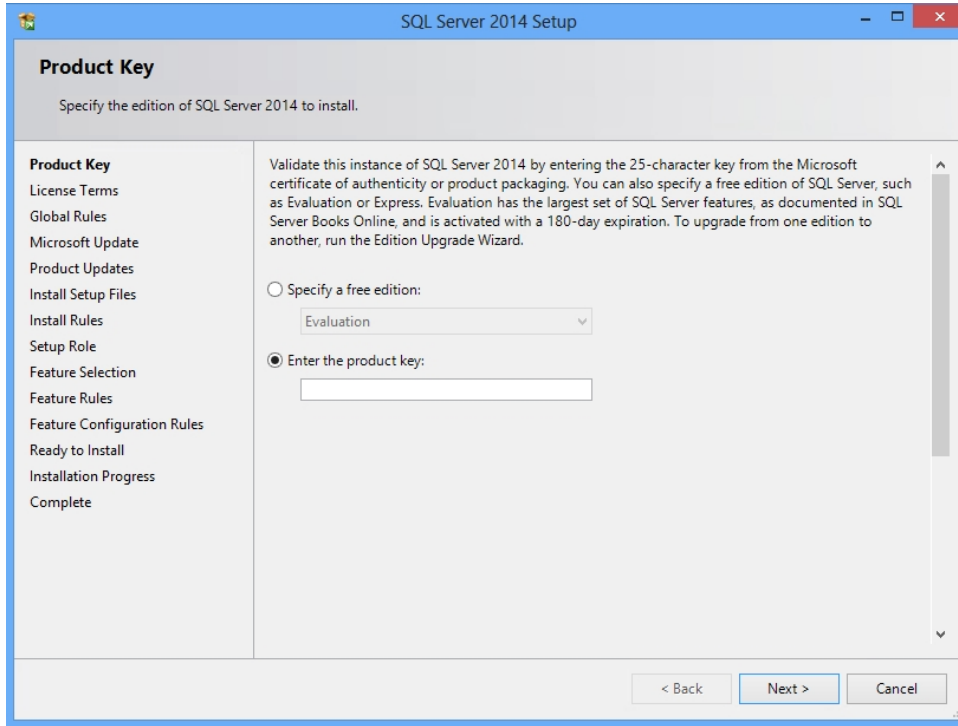 SQL Server 2014 Setup
Product Key
Specify the edition of SQL Server 2014 to install.
Product Key
License Terms
Global Rules
Microsoft Update
Product Updates
Install Setup Files
Install Rules
Setup Role
Feature Selection
Feature Rules
Feature Configuration Rules
Ready to Install
Installation Progress
Complete
Validate this instance of SQL Server 2014 by entering the 25-character key from the Microsoft
certificate of authenticity or product packaging. You can also specify a free edition of SQL Server, such
as Evaluation or Express. Evaluation has the largest set of SQL Server features, as documented in SQL
Server Books Online, and is activated with a 180-day expiration. To upgrade from one edition to
another, run the Edition Upgrade Wizard.
Specify a free edition:
Evaluation
Enter the product key:
< Back
Next >
Cancel